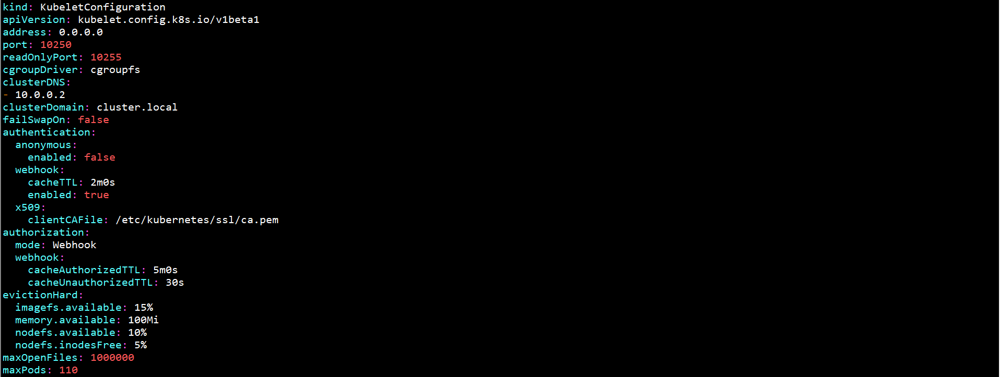 kind: KubeletConfiguration
apiVersion: kubelet.config.k8s.io/v1beta1
address: 0.0.0.0
port: 10250
readOnlyPort: 10255
cgroupDriver: cgroupfs
clusterDNS:
- 10.0.0.2
clusterDomain: cluster.local
failSwapOn: false
authentication:
  anonymous:
    enabled: false
  webhook:
    cacheTTL: 2m0s
    enabled: true
  x509:
    clientCAFile: /etc/kubernetes/ssl/ca.pem
authorization:
  mode: Webhook
  webhook:
    cacheAuthorizedTTL: 5m0s
    cacheUnauthorizedTTL: 30s
evictionHard:
  imagefs.available: 15%
  memory.available: 100Mi
  nodefs.available: 10%
  nodefs.inodesFree: 5%
maxOpenFiles: 1000000
maxPods: 110